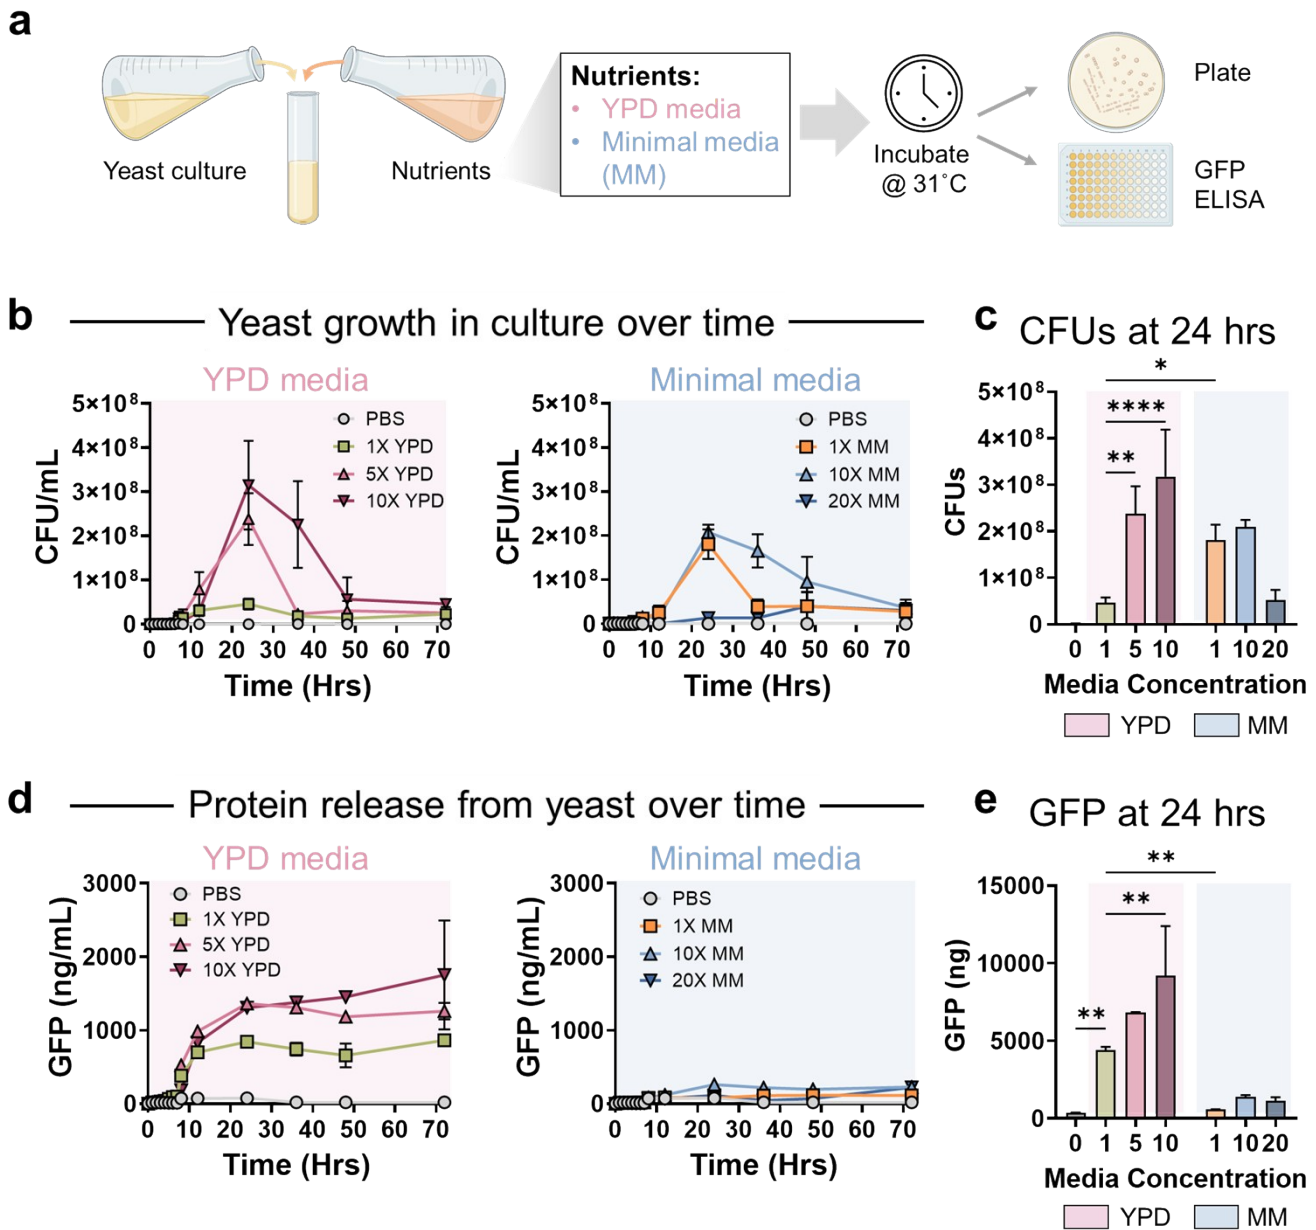 a
Yeast culture
Nutrients
Nutrients:
• YPD media
• Minimal media
(MM)
Incubate
@ 31°C
Plate
GFP
ELISA
b
Yeast growth in culture over time
YPD media
CFU/mL
5×10⁸
4×10⁸
3×10⁸
2×10⁸
1×10⁸
0
PBS
1X YPD
5X YPD
10X YPD
0 10 20 30 40 50 60 70
Time (Hrs)
Minimal media
CFU/mL
5×10⁸
4×10⁸
3×10⁸
2×10⁸
1×10⁸
0
PBS
1X MM
10X MM
20X MM
0 10 20 30 40 50 60 70
Time (Hrs)
c
CFUs at 24 hrs
CFUs
5×10⁸
4×10⁸
3×10⁸
2×10⁸
1×10⁸
0
*
****
**
0 1 5 10 1 10 20
Media Concentration
YPD MM
d
Protein release from yeast over time
YPD media
GFP (ng/mL)
3000
2000
1000
0
PBS
1X YPD
5X YPD
10X YPD
0 10 20 30 40 50 60 70
Time (Hrs)
Minimal media
GFP (ng/mL)
3000
2000
1000
0
PBS
1X MM
10X MM
20X MM
0 10 20 30 40 50 60 70
Time (Hrs)
e
GFP at 24 hrs
GFP (ng)
15000
10000
5000
0
**
**
**
0 1 5 10 1 10 20
Media Concentration
YPD MM